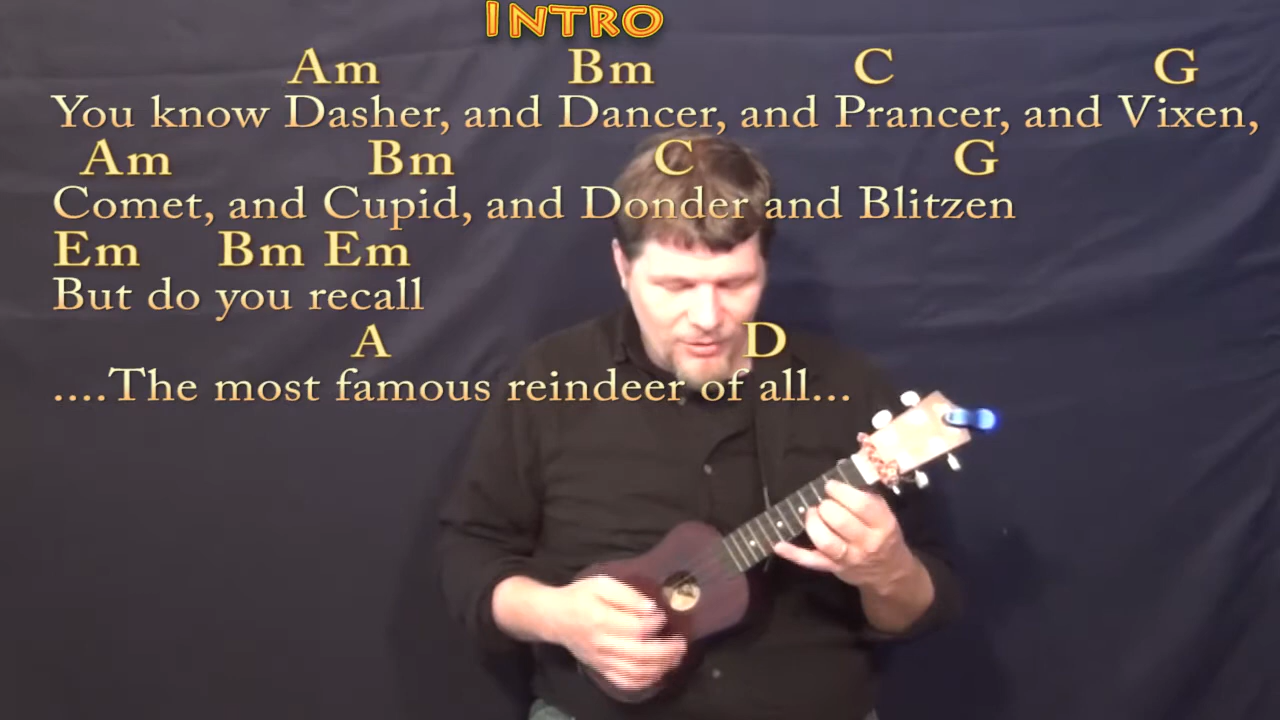 INTRO
Am Bm C G
You know Dasher, and Dancer, and Prancer, and Vixen,
Am Bm C G
Comet, and Cupid, and Donder and Blitzen
Em Bm Em
But do you recall
A D
....The most famous reindeer of all...